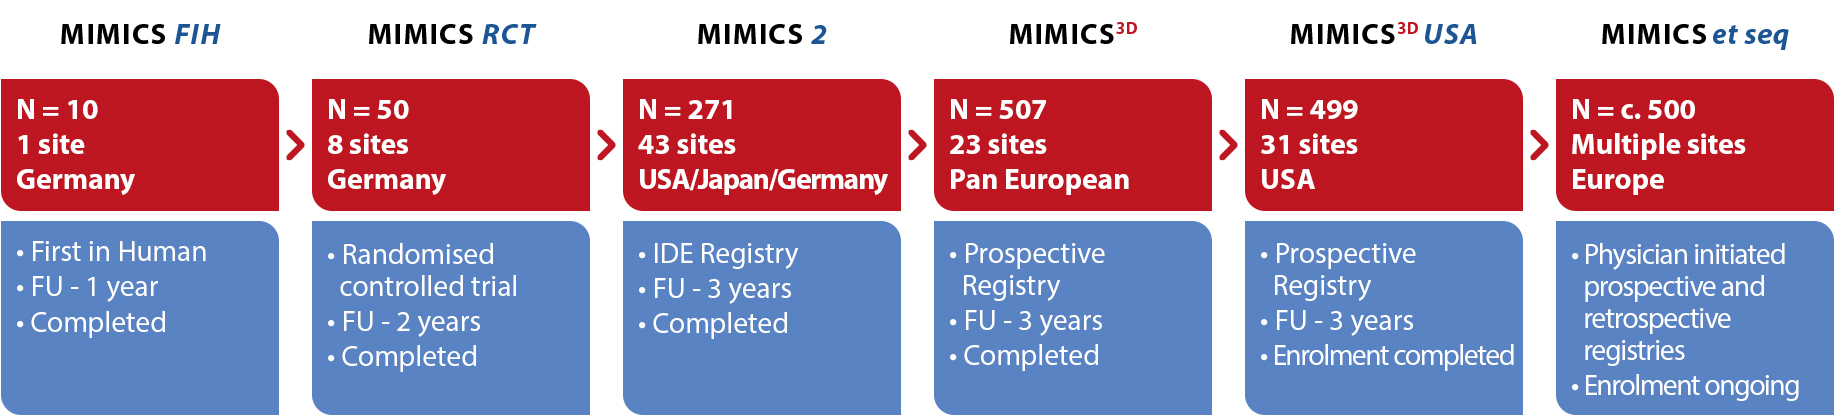 MIMICS FIH
N = 10
1 site
Germany
• First in Human
• FU - 1 year
• Completed
MIMICS RCT
N = 50
8 sites
Germany
• Randomised
controlled trial
• FU - 2 years
• Completed
MIMICS 2
N = 271
43 sites
USA/Japan/Germany
• IDE Registry
• FU - 3 years
• Completed
MIMICS3D
N = 507
23 sites
Pan European
• Prospective
Registry
• FU - 3 years
• Completed
MIMICS3D USA
N = 499
31 sites
USA
• Prospective
Registry
• FU - 3 years
• Enrolment completed
MIMICS et seq
N = c. 500
Multiple sites
Europe
• Physician initiated
prospective and
retrospective
registries
• Enrolment ongoing